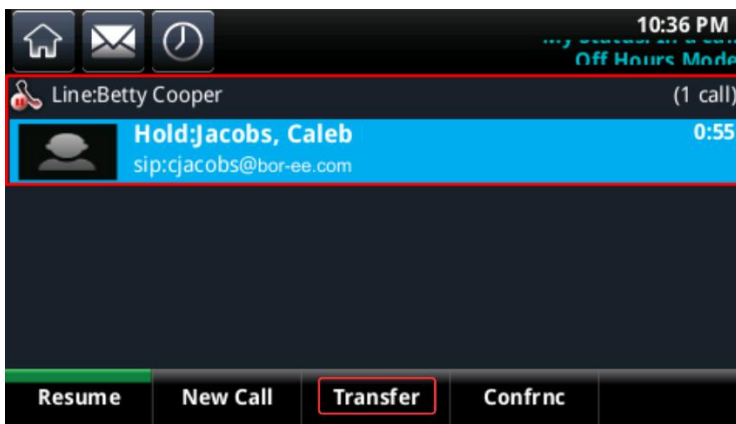 10:36 PM
Off Hours Mode
Line:Betty Cooper (1 call)
Hold:Jacobs, Caleb 0:55
sip:cjacobs@bor-ee.com
Resume New Call Transfer Confrnc